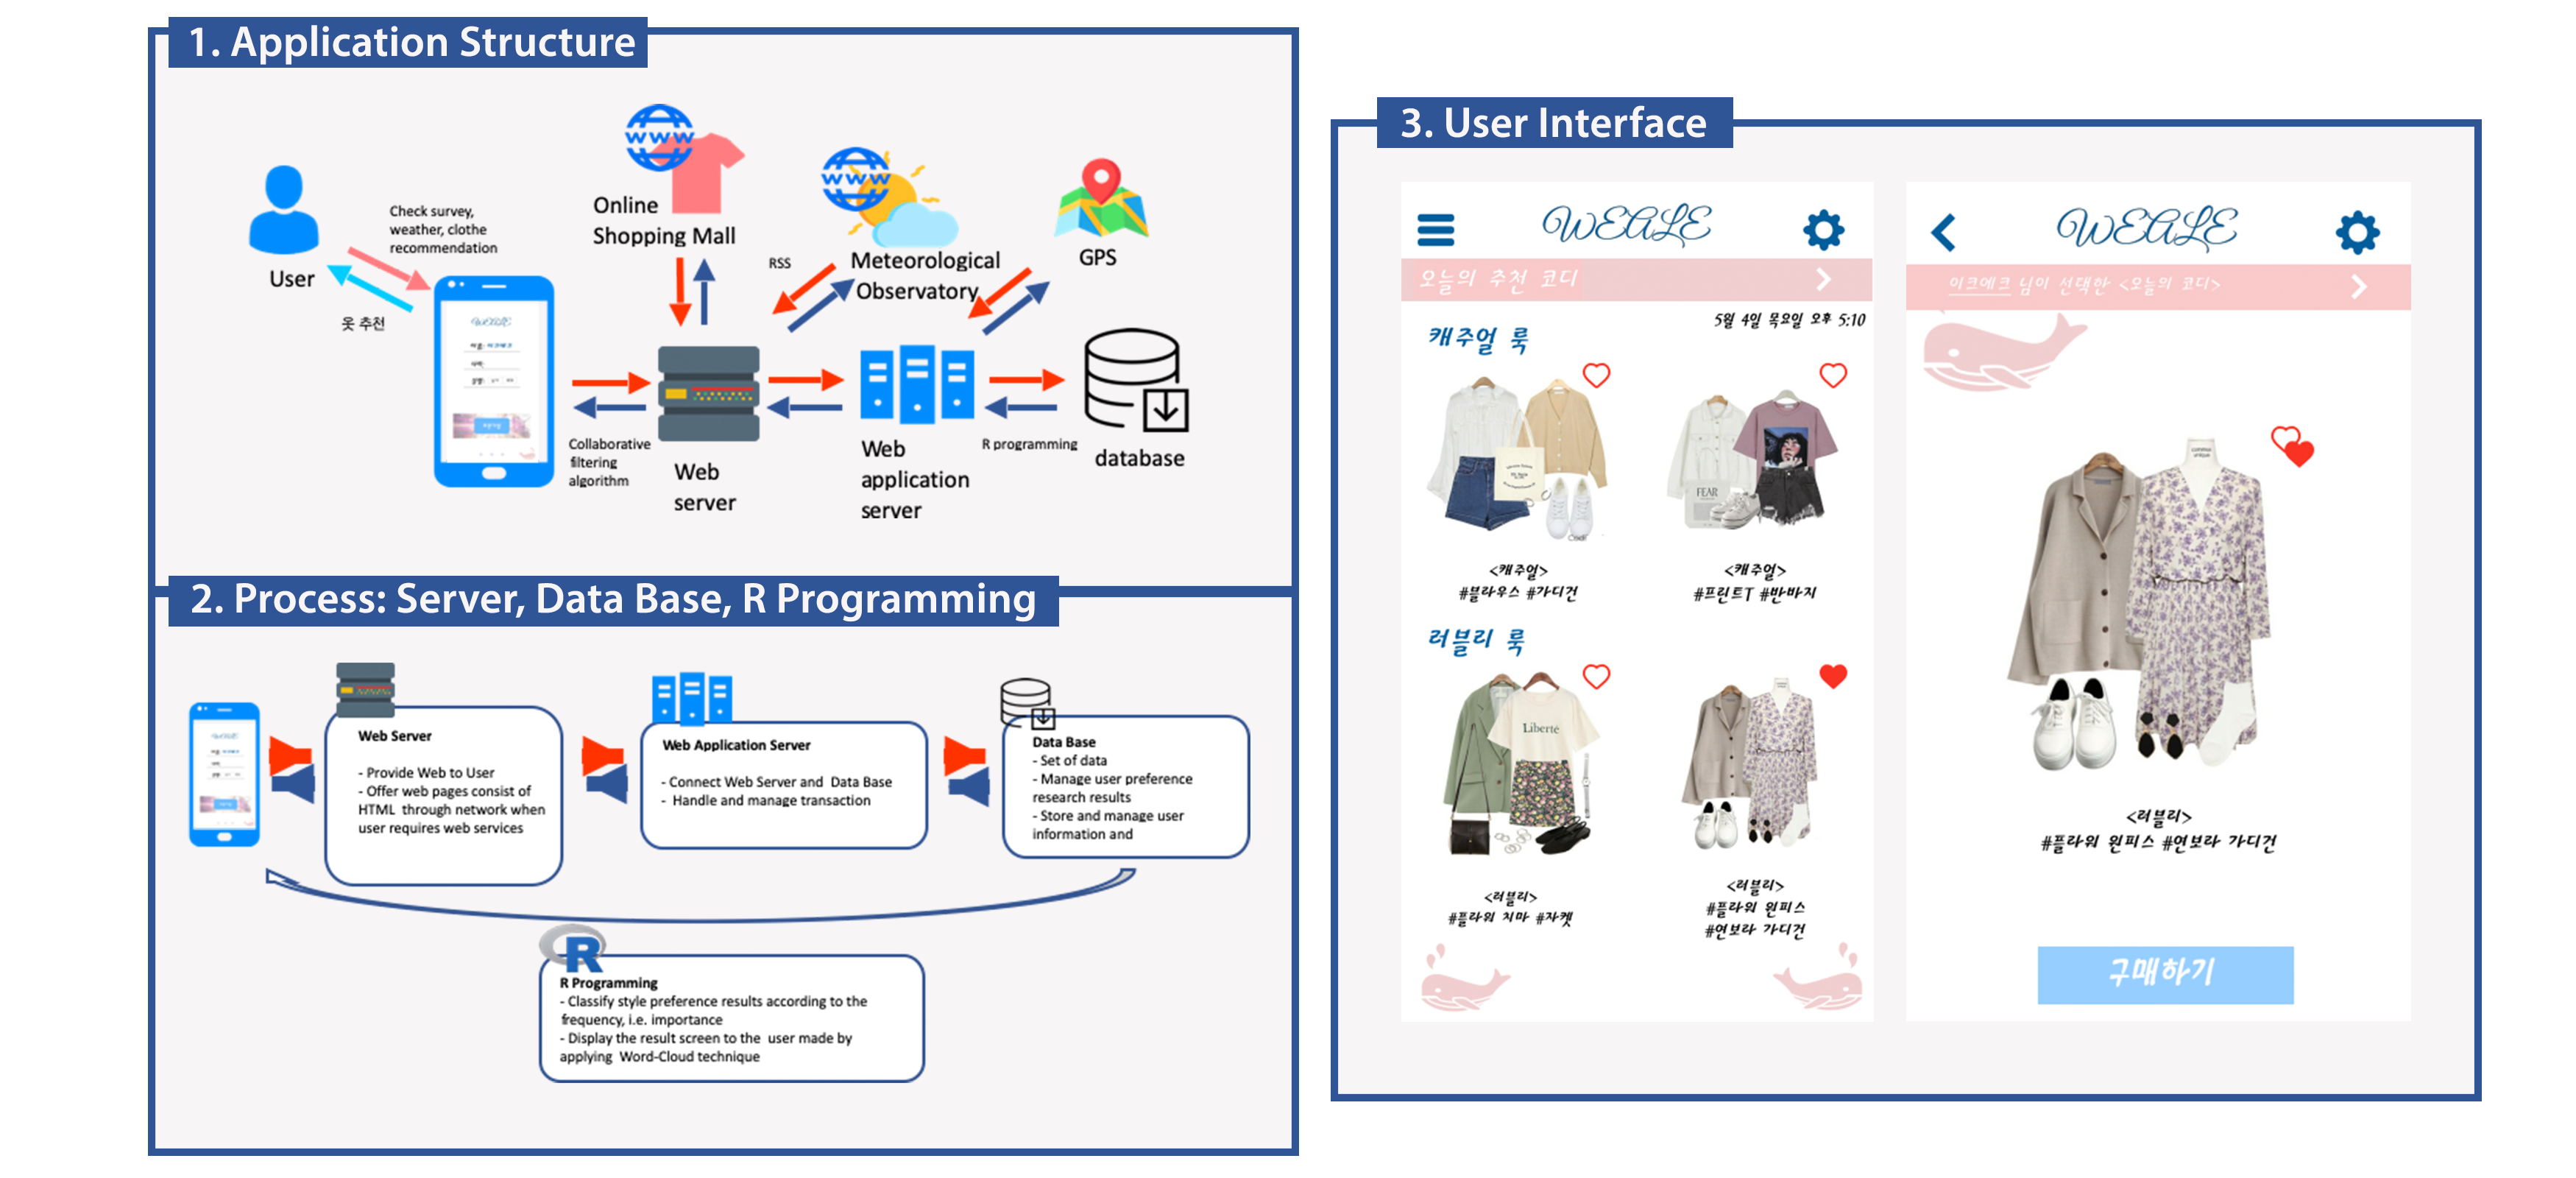 1. Application Structure
User
Check survey,
weather, clothe
recommendation
옷 추천
WEALE
Online
Shopping Mall
www
RSS
www
Meteorological
Observatory
GPS
Collaborative
filtering
algorithm
Web
server
Web
application
server
R programming
database
2. Process: Server, Data Base, R Programming
Web Server
- Provide Web to User
- Offer web pages consist of
HTML through network when
user requires web services
Web Application Server
- Connect Web Server and Data Base
- Handle and manage transaction
Data Base
- Set of data
- Manage user preference
research results
- Store and manage user
information and
R
R Programming
- Classify style preference results according to the
frequency, i.e. importance
- Display the result screen to the user made by
applying Word-Cloud technique
3. User Interface
WEALE
오늘의 추천 코디
5월 4일 목요일 오후 5:10
캐주얼 룩
FEAR
<캐주얼>
#블라우스 #가디건
<캐주얼>
#프린트T #반바지
러블리 룩
Liberté
<러블리>
#플라워 치마 #자켓
<러블리>
#플라워 원피스
#연보라 가디건
WEALE
이크에크 님이 선택한 <오늘의 코디>
<러블리>
#플라워 원피스 #연보라 가디건
구매하기